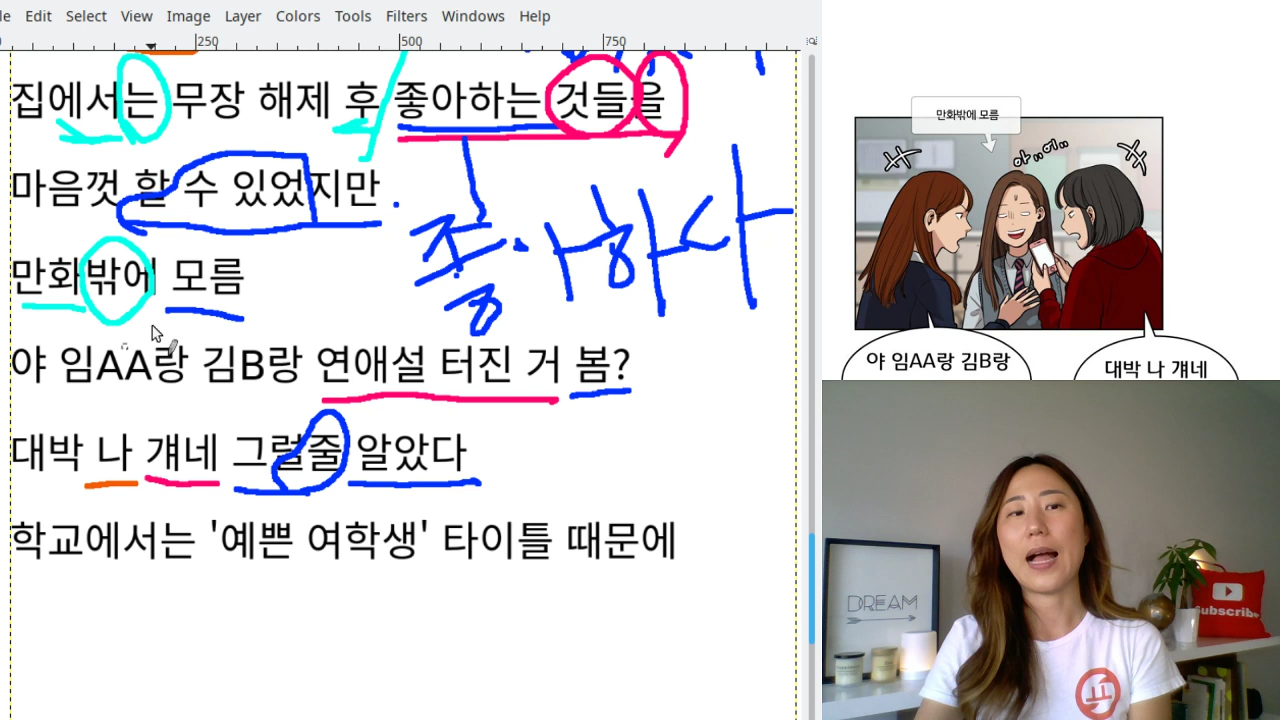 Edit Select View Image Layer Colors Tools Filters Windows Help
250 500 750
집에서는 무장 해제 후 좋아하는 것들을
마음껏 할 수 있었지만
만화밖에 모름
야 임AA랑 김B랑 연애설 터진 거 봄?
대박 나 걔네 그럴줄 알았다
학교에서는 '예쁜 여학생' 타이틀 때문에
만화밖에 모름
아..예..
야 임AA랑 김B랑
대박 나 걔네
DREAM
Subscribe